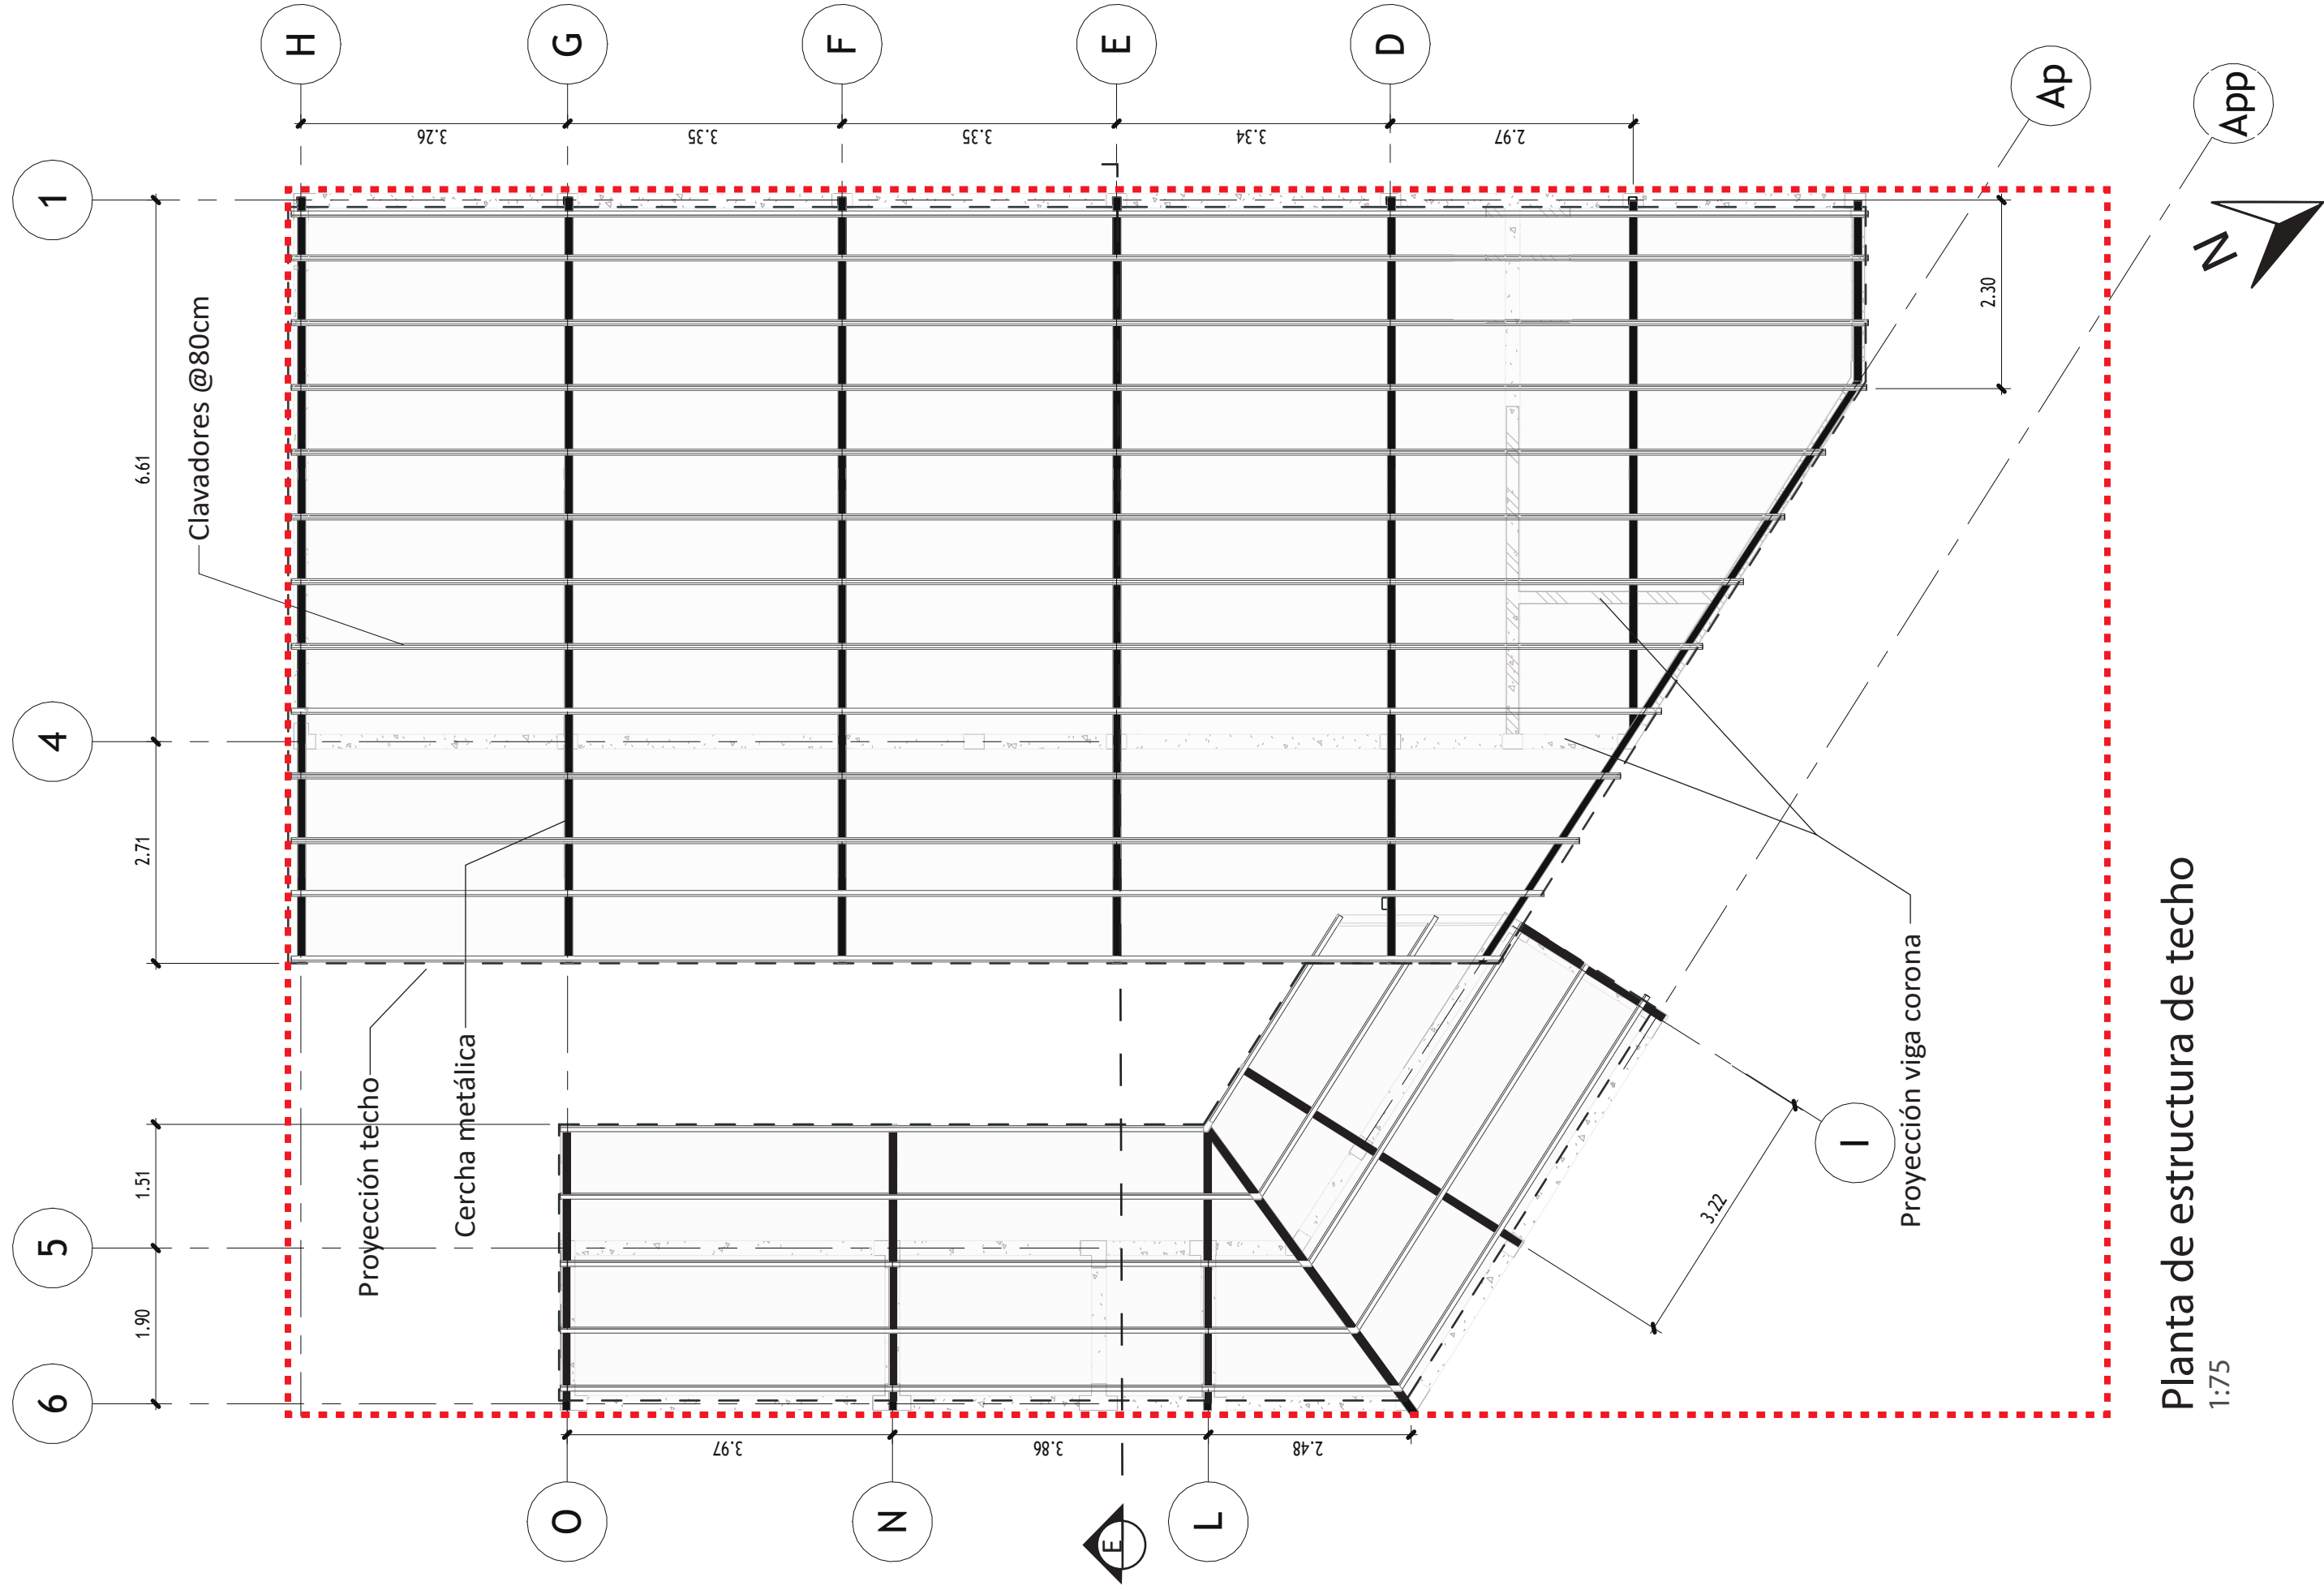 H
G
F
E
D
Ap
App
3.26
3.35
3.35
3.34
2.97
1
6.61
4
2.71
1.51
5
1.90
6
Clavadores @80cm
N
2.30
Proyección techo
Cercha metálica
Proyección viga corona
I
3.22
3.97
3.86
2.48
O
N
E
L
Planta de estructura de techo
1:75